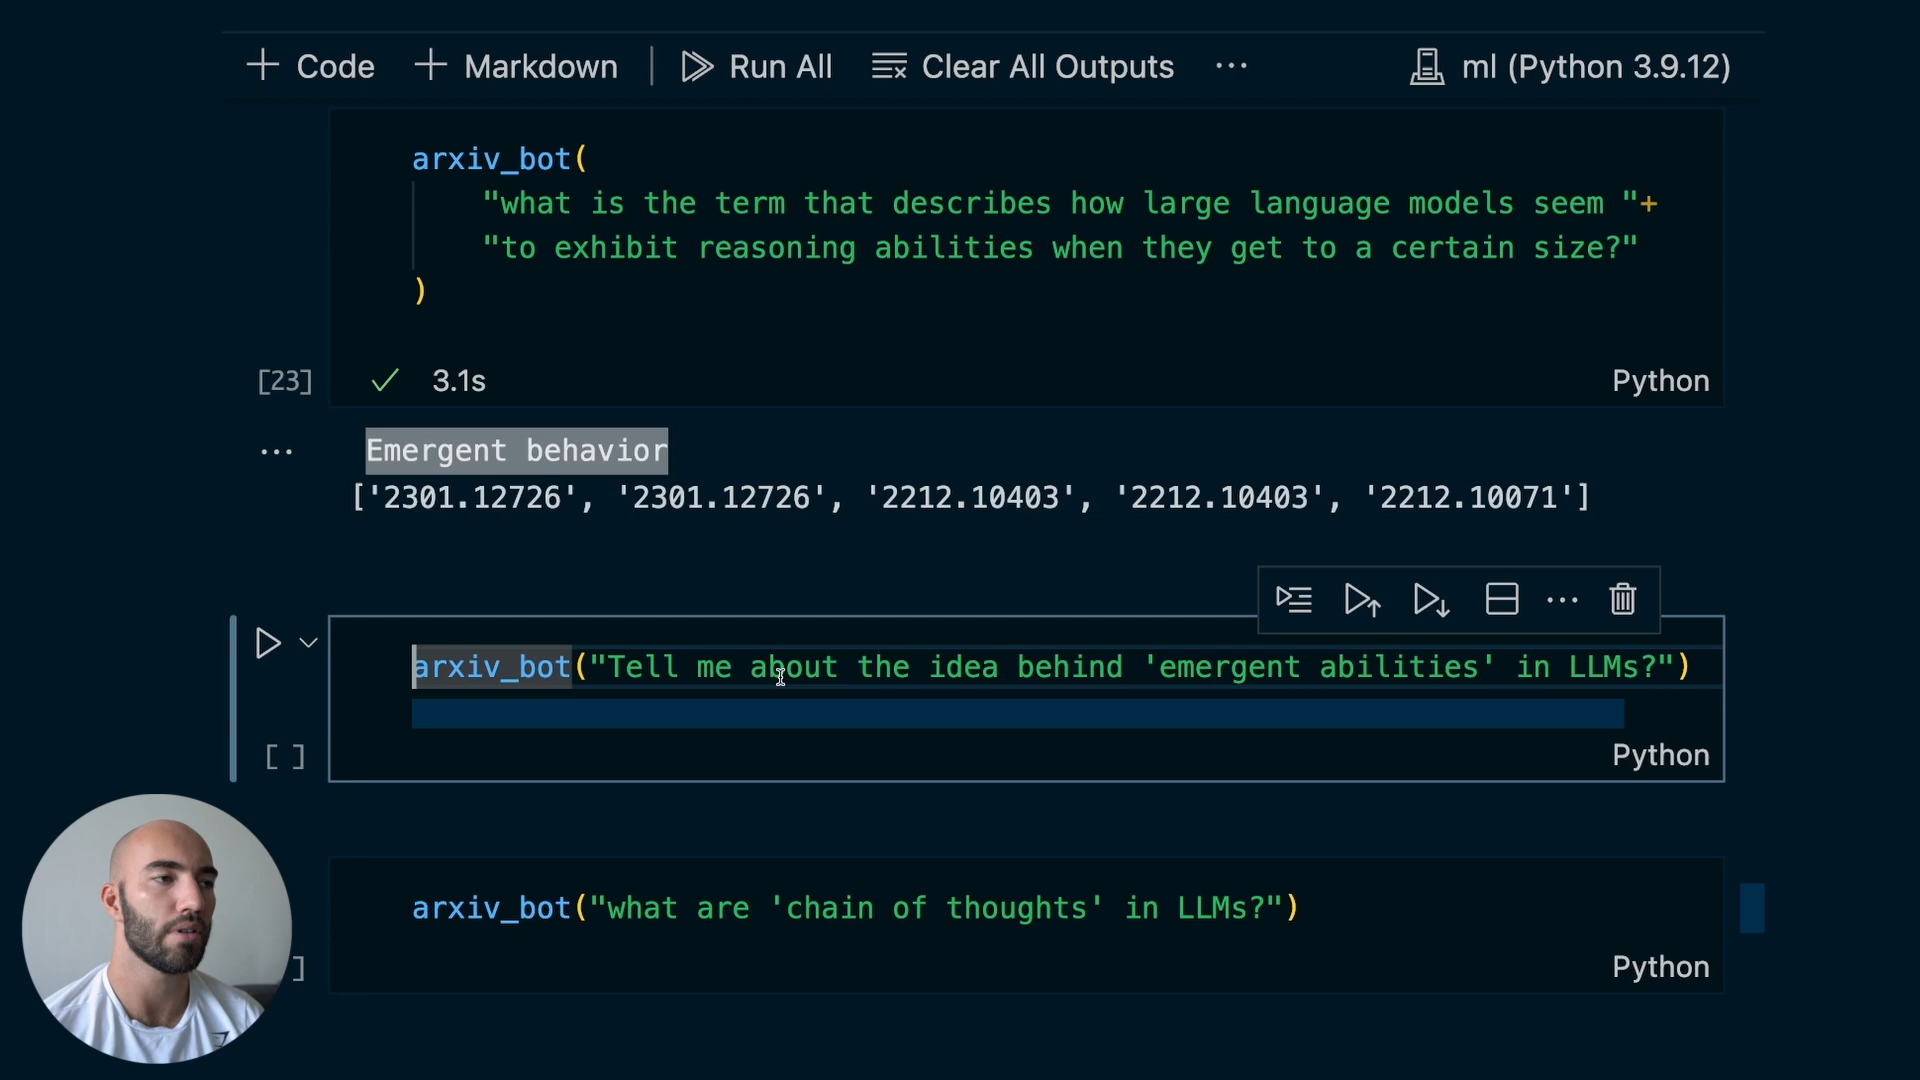 Code Markdown Run All Clear All Outputs ... ml (Python 3.9.12)
arxiv_bot(
"what is the term that describes how large language models seem "+
"to exhibit reasoning abilities when they get to a certain size?"
)
[23] 3.1s Python
... Emergent behavior
['2301.12726', '2301.12726', '2212.10403', '2212.10403', '2212.10071']
...
arxiv_bot("Tell me about the idea behind 'emergent abilities' in LLMs?")
[ ] Python
arxiv_bot("what are 'chain of thoughts' in LLMs?")
] Python